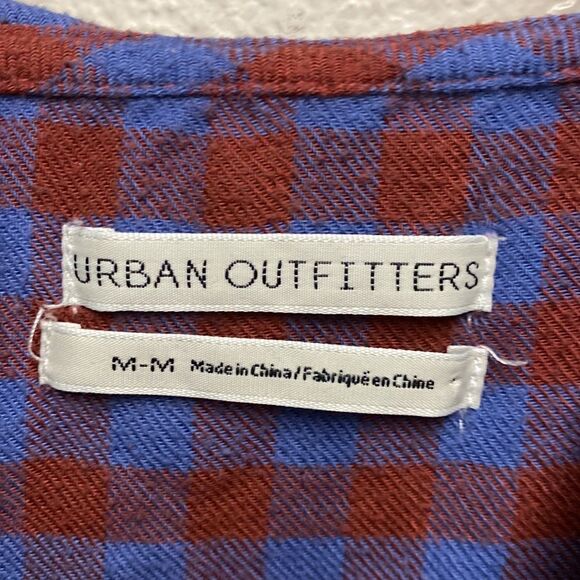 URBAN OUTFITTERS
M-M Made in China/Fabriqué en Chine